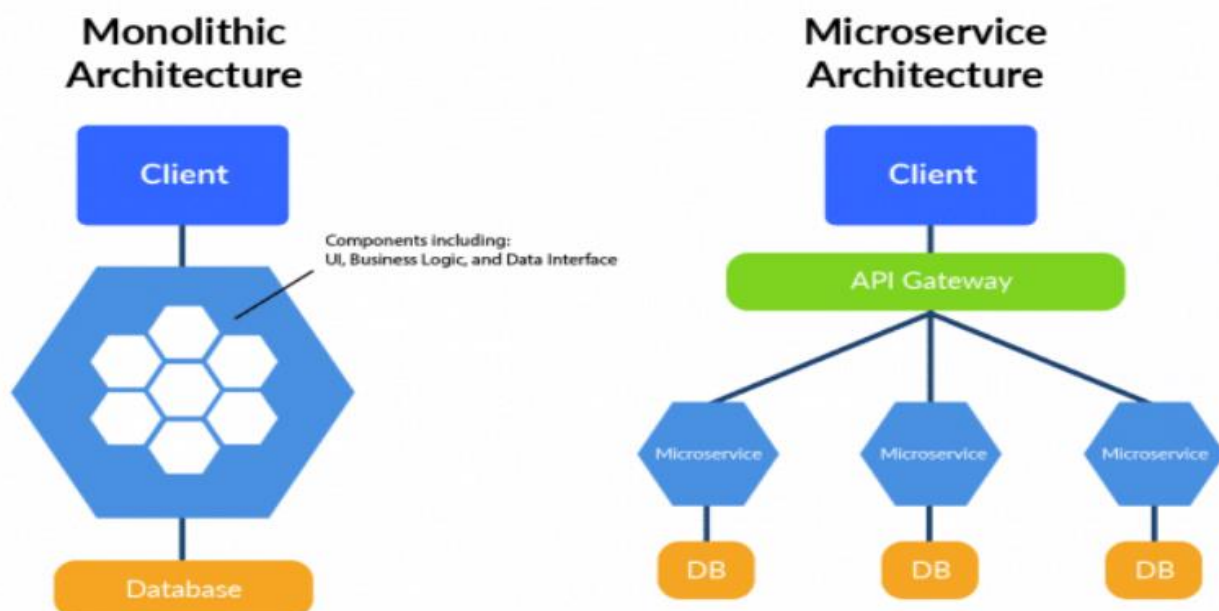 Monolithic
Architecture
Client
Components including:
UI, Business Logic, and Data Interface
Database
Microservice
Architecture
Client
API Gateway
Microservice
Microservice
Microservice
DB
DB
DB